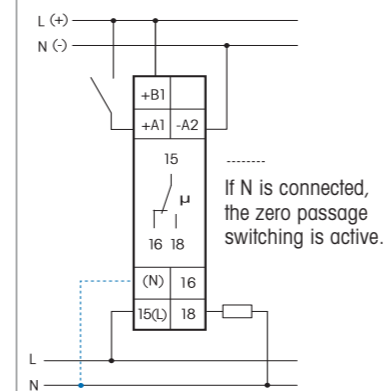 L (+)
N (-)
+B1
+A1 -A2
15
µ
16 18
If N is connected,
the zero passage
switching is active.
(N) 16
15(L) 18
L
N